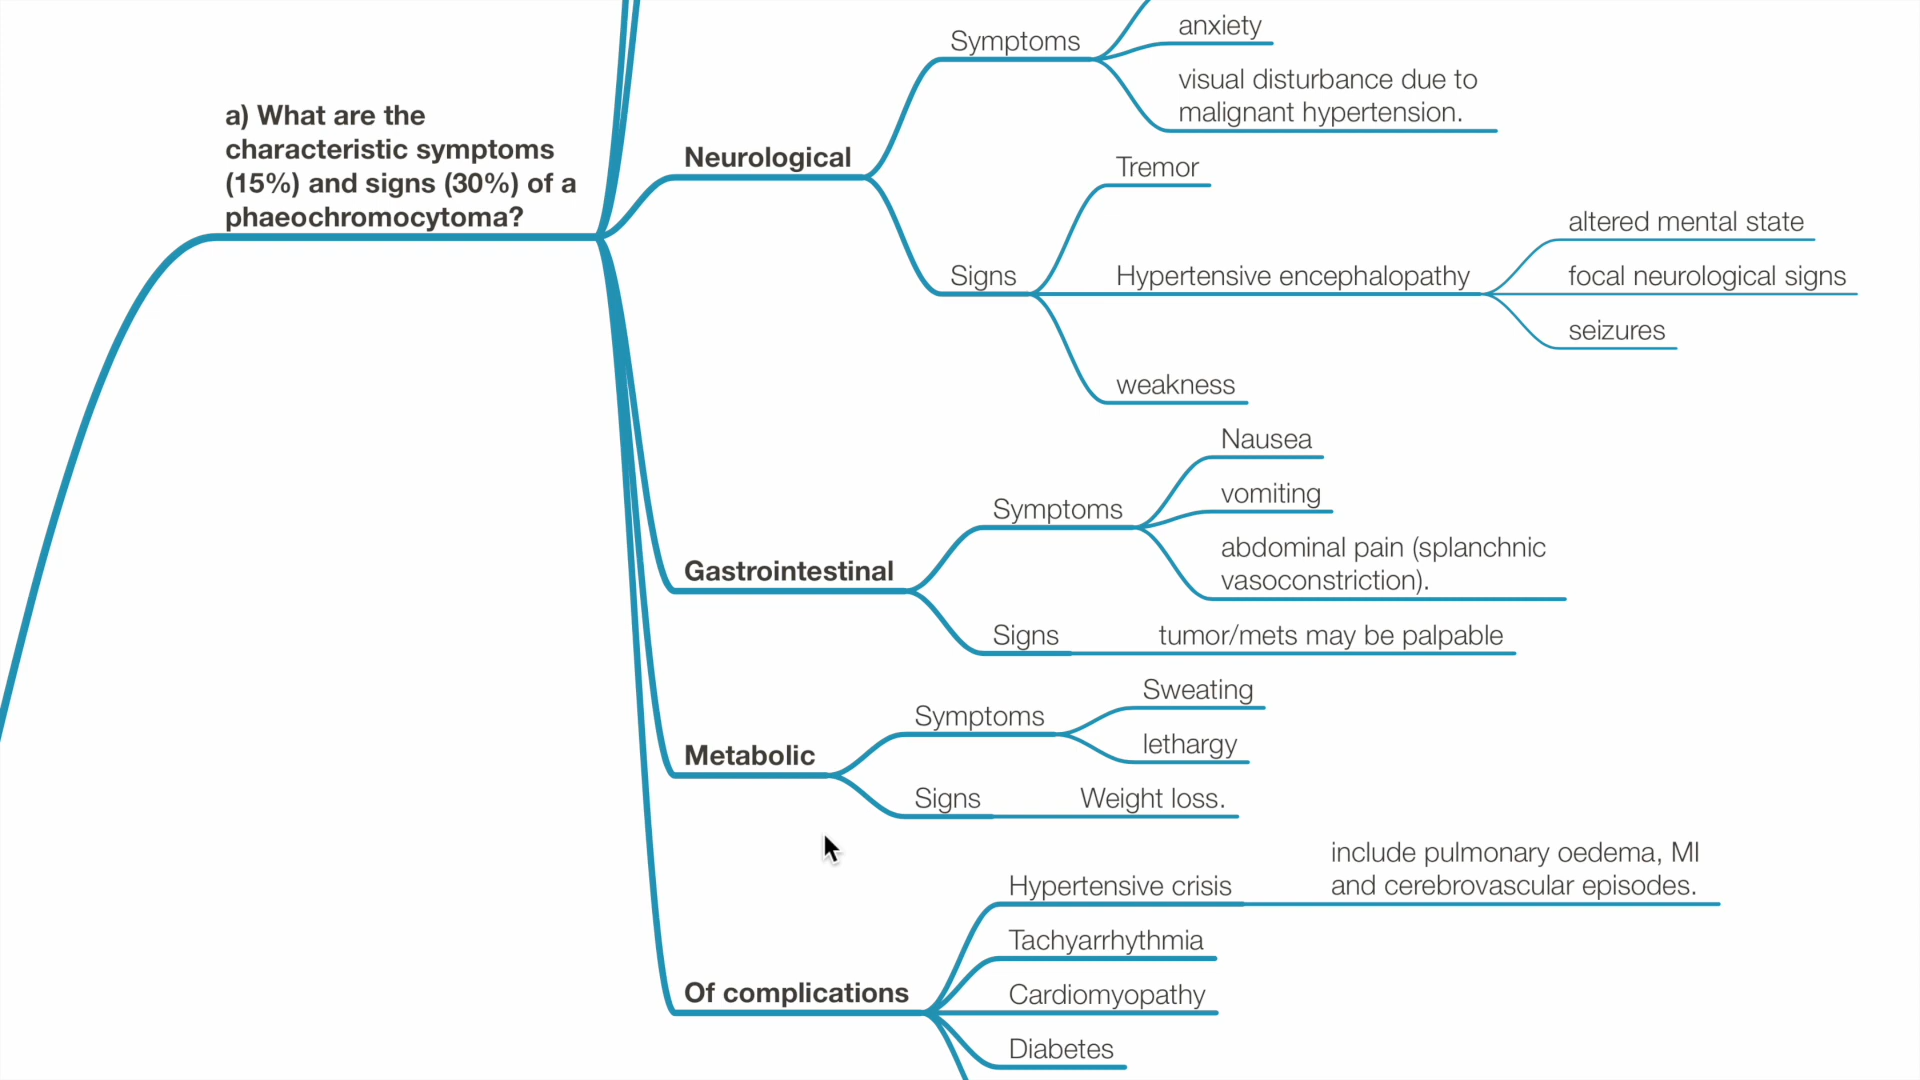 a) What are the
characteristic symptoms
(15%) and signs (30%) of a
phaeochromocytoma?
Neurological
Symptoms
anxiety
visual disturbance due to
malignant hypertension.
Signs
Tremor
Hypertensive encephalopathy
altered mental state
focal neurological signs
seizures
weakness
Gastrointestinal
Symptoms
Nausea
vomiting
abdominal pain (splanchnic
vasoconstriction).
Signs
tumor/mets may be palpable
Metabolic
Symptoms
Sweating
lethargy
Signs
Weight loss.
Of complications
Hypertensive crisis
include pulmonary oedema, MI
and cerebrovascular episodes.
Tachyarrhythmia
Cardiomyopathy
Diabetes